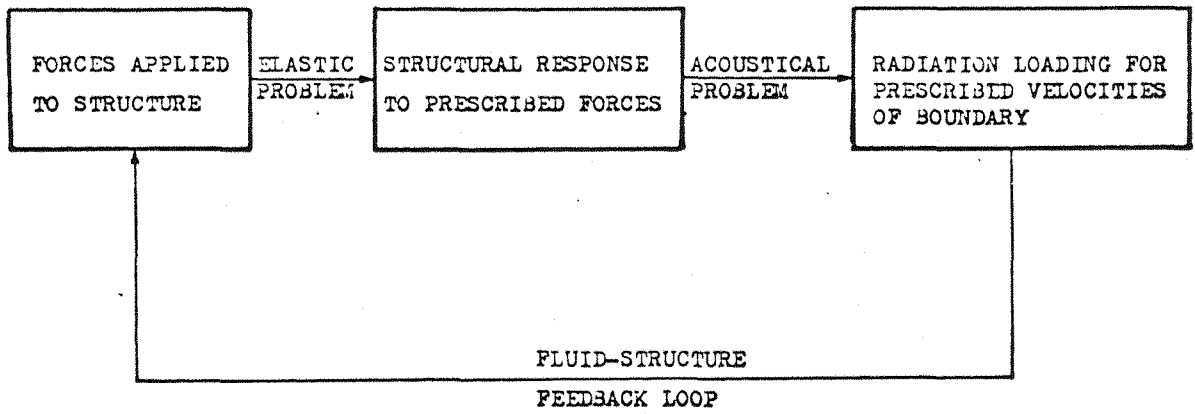 FORCES APPLIED
TO STRUCTURE
ELASTIC
PROBLEM
STRUCTURAL RESPONSE
TO PRESCRIBED FORCES
ACOUSTICAL
PROBLEM
RADIATION LOADING FOR
PRESCRIBED VELOCITIES
OF BOUNDARY
FLUID-STRUCTURE
FEEDBACK LOOP